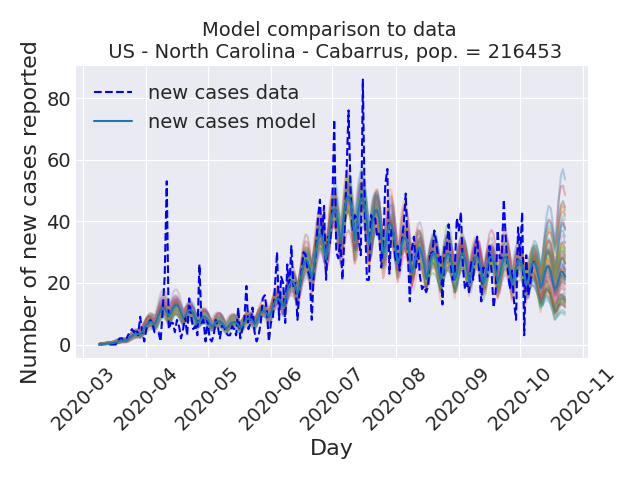 Model comparison to data
US - North Carolina - Cabarrus, pop. = 216453
Number of new cases reported
80
60
40
20
0
new cases data
new cases model
2020-03
2020-04
2020-05
2020-06
2020-07
2020-08
2020-09
2020-10
2020-11
Day